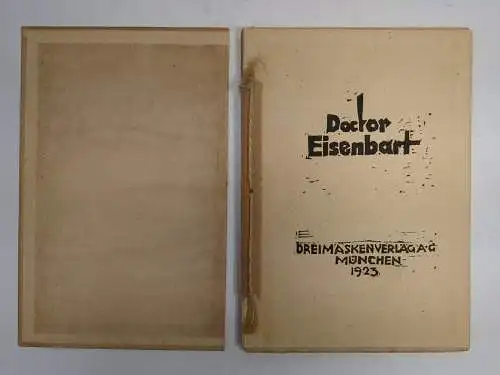 Doctor
Eisenbart
DREIMASKENVERLAG A·G
MÜNCHEN
1923